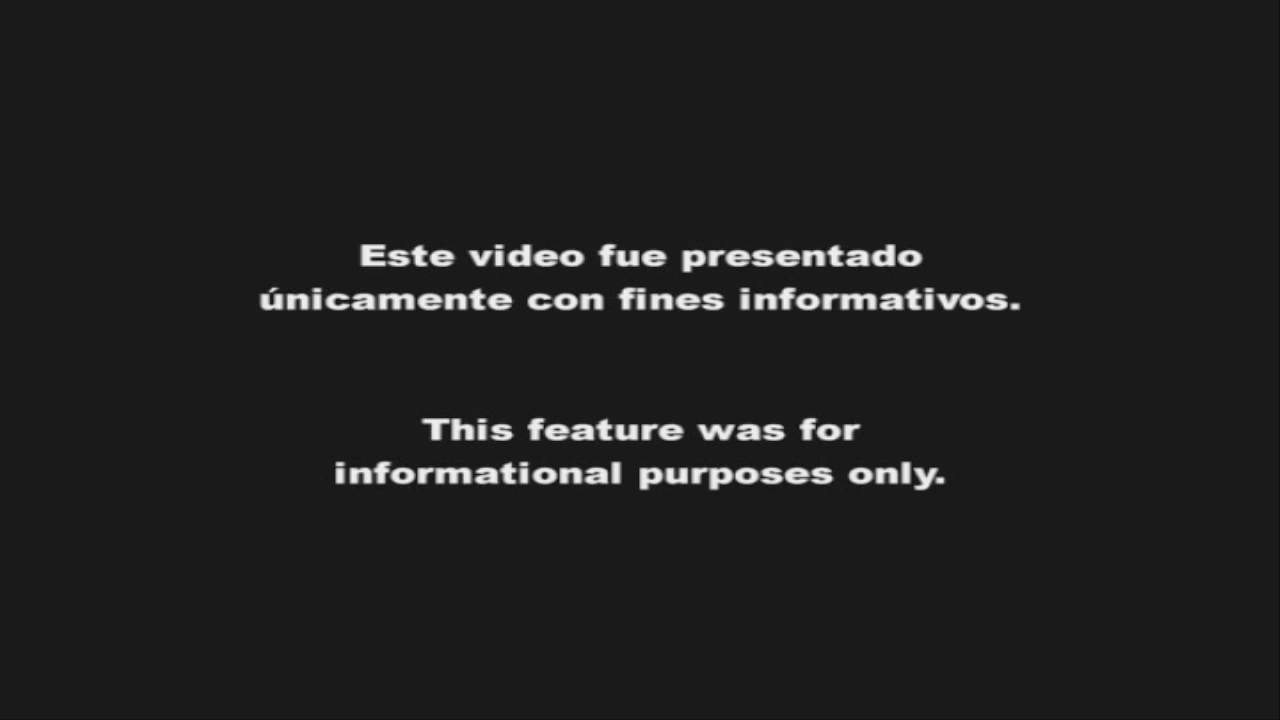 Este video fue presentado
únicamente con fines informativos.
This feature was for
informational purposes only.